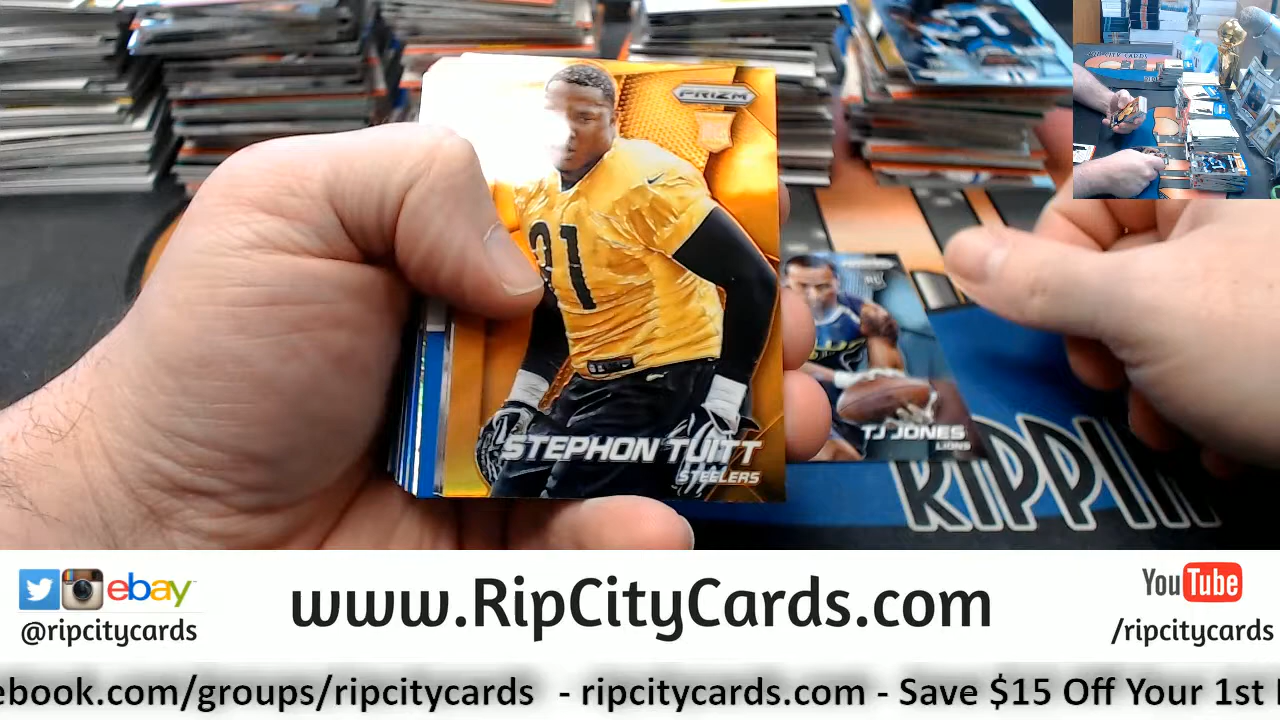 PRIZM
31
STEPHON TUITT
STEELERS
TJ JONES
LIONS
RIPPIN
ebay
@ripcitycards
www.RipCityCards.com
YouTube
/ripcitycards
ebook.com/groups/ripcitycards - ripcitycards.com - Save $15 Off Your 1st